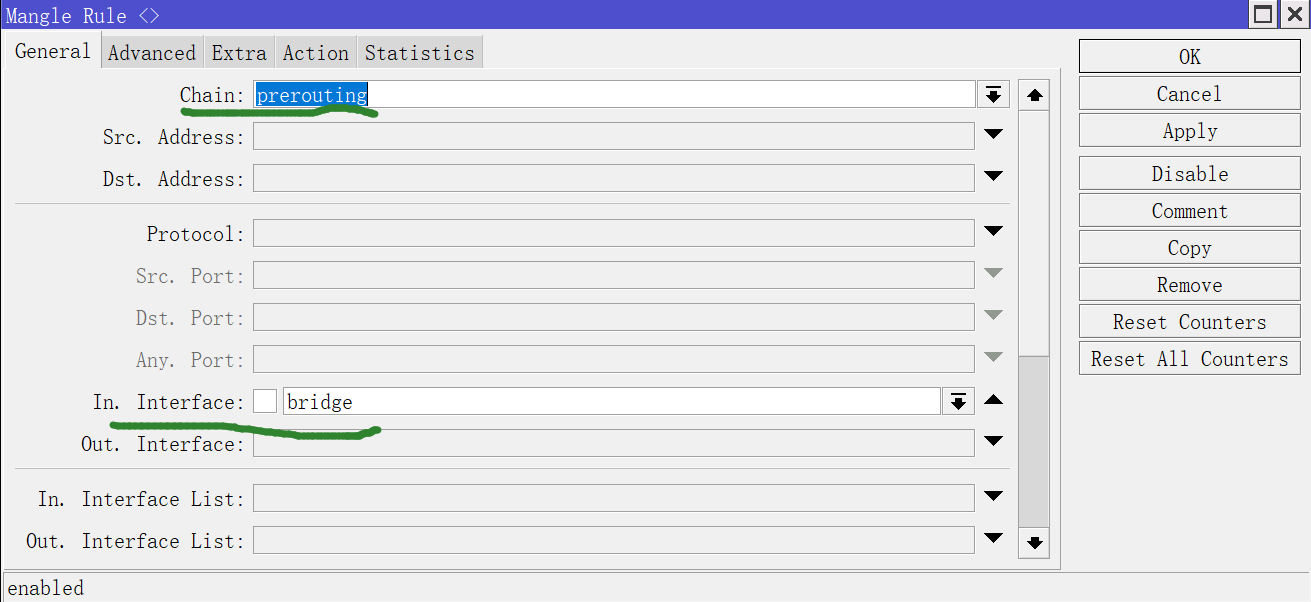 Mangle Rule <>
General Advanced Extra Action Statistics
Chain: prerouting
Src. Address:
Dst. Address:
Protocol:
Src. Port:
Dst. Port:
Any. Port:
In. Interface: bridge
Out. Interface:
In. Interface List:
Out. Interface List:
OK
Cancel
Apply
Disable
Comment
Copy
Remove
Reset Counters
Reset All Counters
enabled